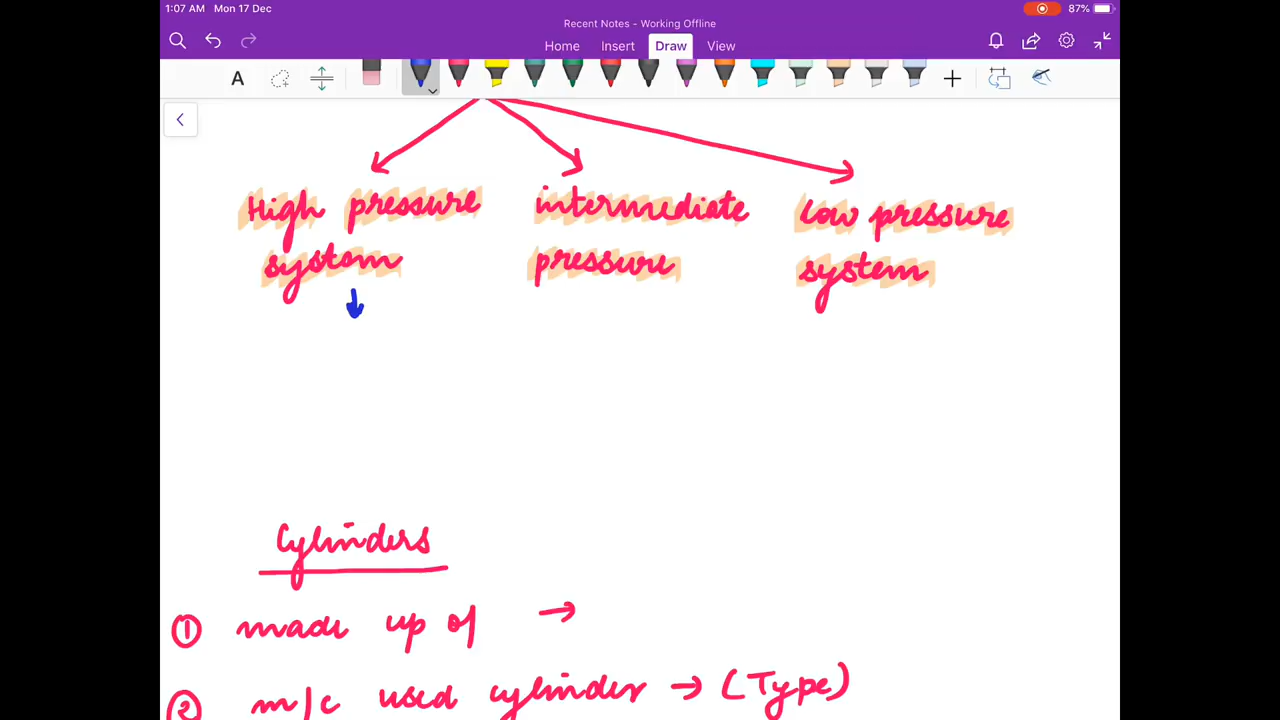 1:07 AM Mon 17 Dec
87%
Recent Notes - Working Offline
Home Insert Draw View
A
High pressure system
intermediate pressure
Low pressure system
Cylinders
① made up of →
② m/c used cylinder → (Type)